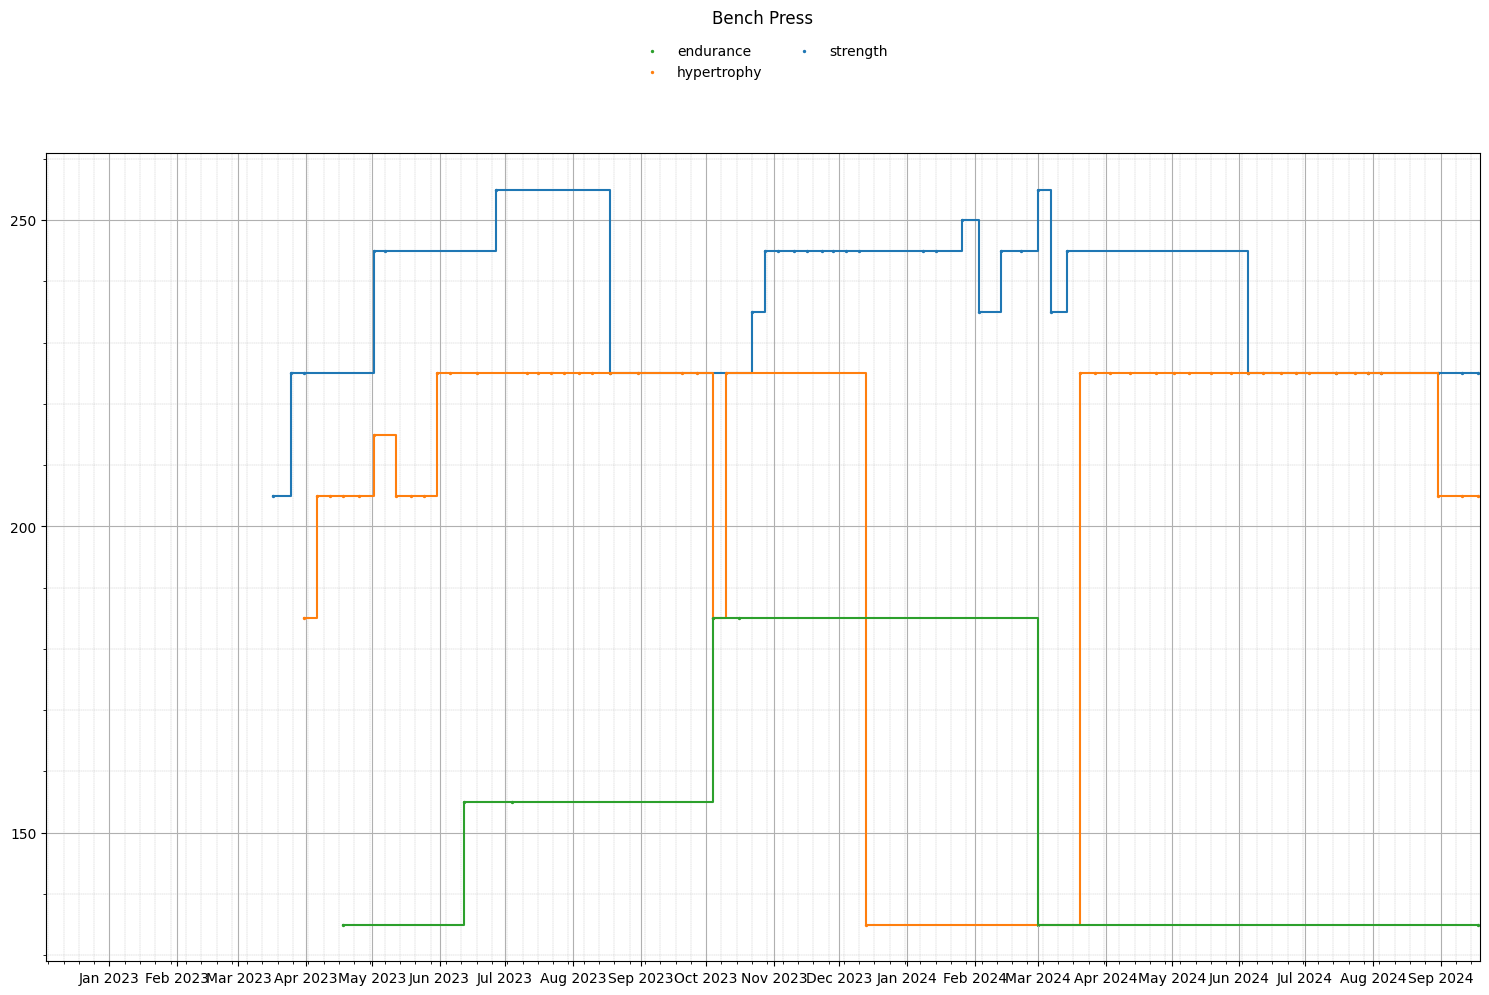 Bench Press
endurance strength
hypertrophy
250
200
150
Jan 2023 Feb 2023 Mar 2023 Apr 2023 May 2023 Jun 2023 Jul 2023 Aug 2023 Sep 2023 Oct 2023 Nov 2023 Dec 2023 Jan 2024 Feb 2024 Mar 2024 Apr 2024 May 2024 Jun 2024 Jul 2024 Aug 2024 Sep 2024